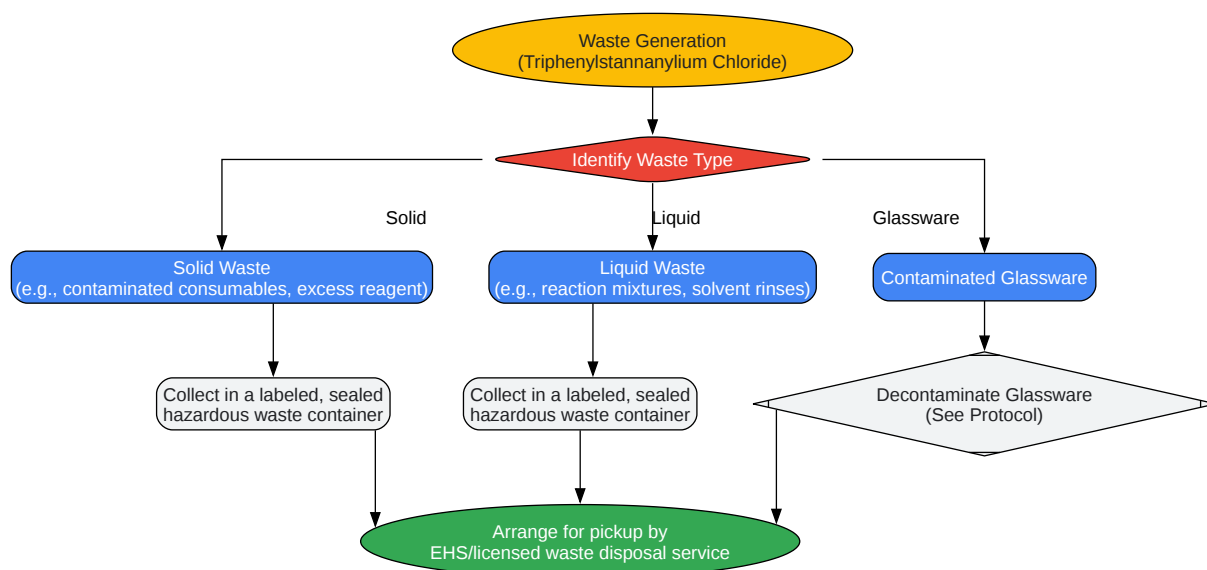 Waste Generation
(Triphenylstannanylium Chloride)
Identify Waste Type
Solid
Liquid
Glassware
Solid Waste
(e.g., contaminated consumables, excess reagent)
Liquid Waste
(e.g., reaction mixtures, solvent rinses)
Contaminated Glassware
Collect in a labeled, sealed
hazardous waste container
Collect in a labeled, sealed
hazardous waste container
Decontaminate Glassware
(See Protocol)
Arrange for pickup by
EHS/licensed waste disposal service